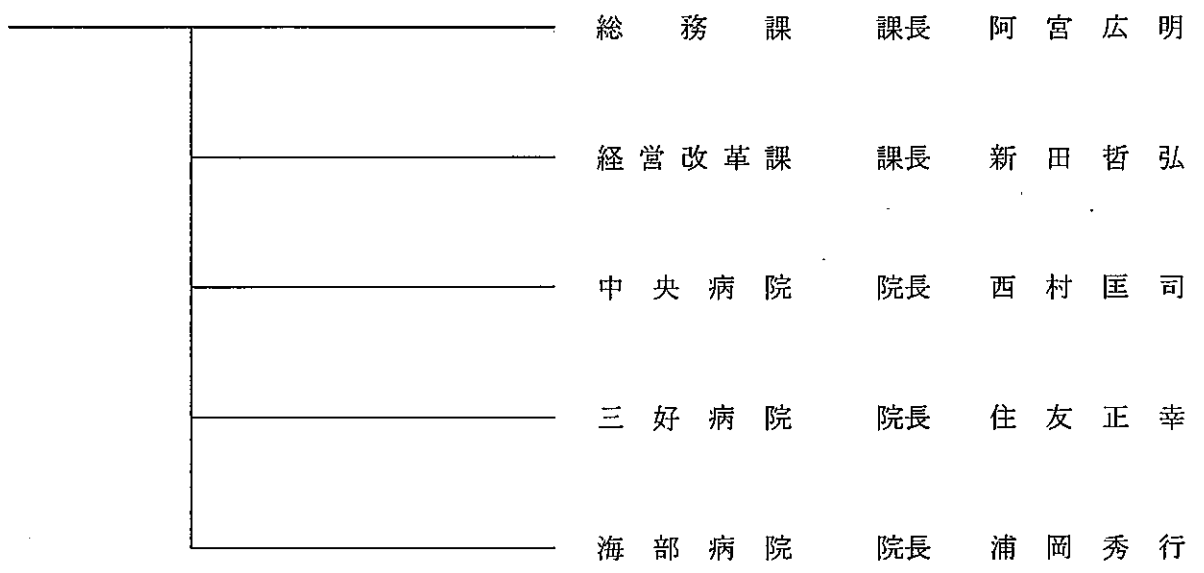 総務課 課長 阿宮広明
経営改革課 課長 新田哲弘
中央病院 院長 西村匡司
三好病院 院長 住友正幸
海部病院 院長 浦岡秀行